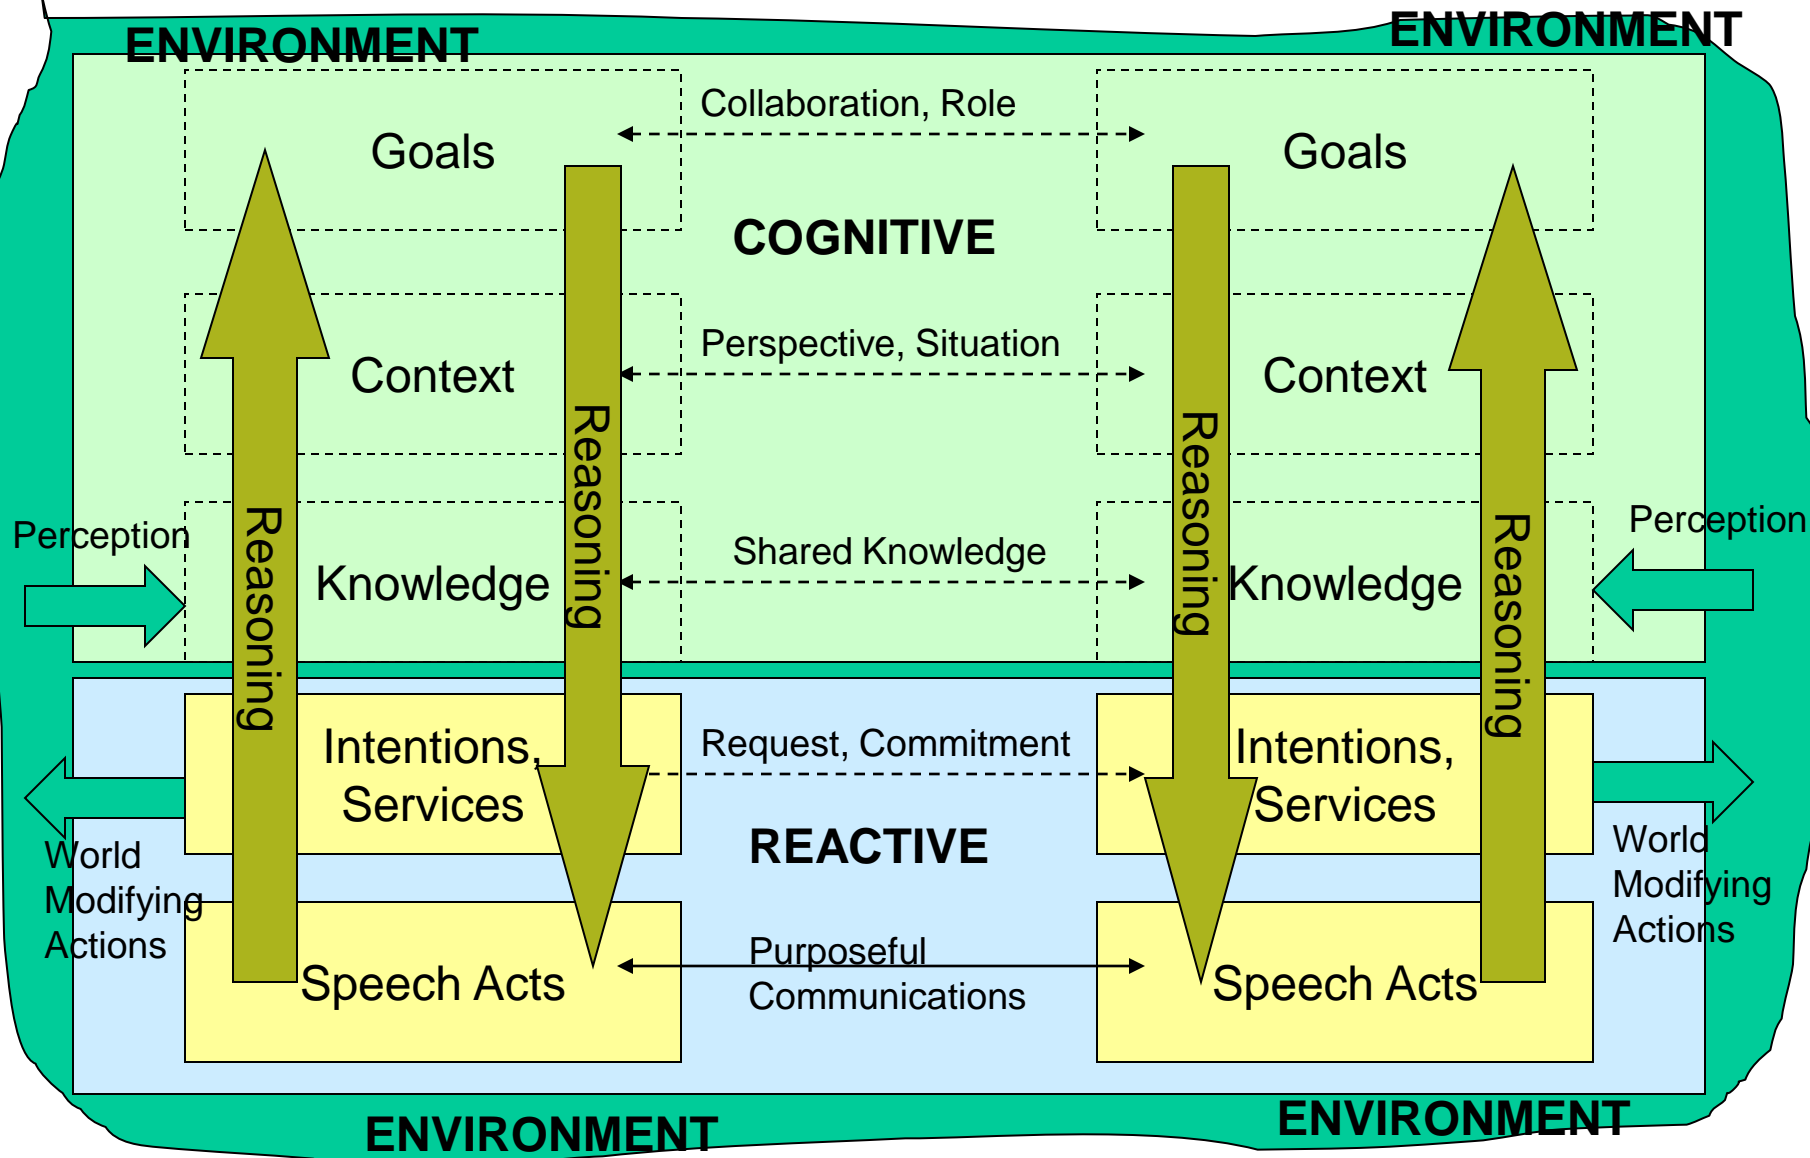 ENVIRONMENT
ENVIRONMENT
Collaboration, Role
Goals
Goals
COGNITIVE
Perspective, Situation
Context
Context
Reasoning
Reasoning
Perception
Perception
Reasoning
Reasoning
Shared Knowledge
Knowledge
Knowledge
Request, Commitment
Intentions,
Services
Intentions,
Services
REACTIVE
World
Modifying
Actions
World
Modifying
Actions
Purposeful
Communications
Speech Acts
Speech Acts
ENVIRONMENT
ENVIRONMENT